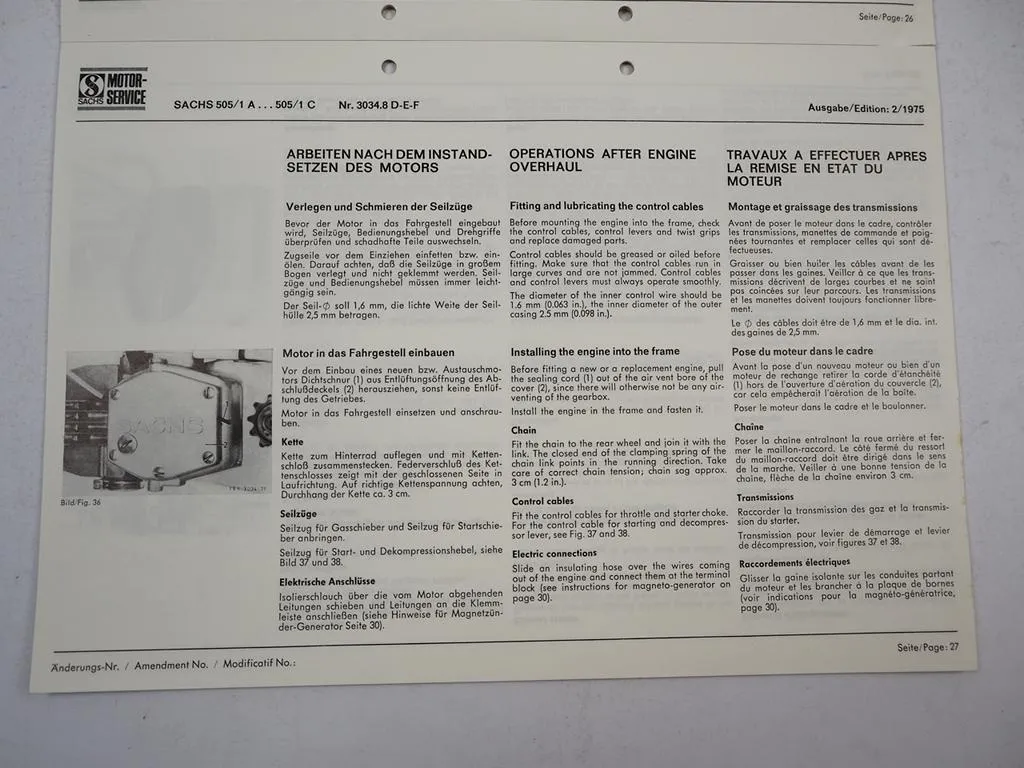 Seite/Page: 26
MOTOR-
SERVICE
SACHS
SACHS 505/1 A ... 505/1 C Nr. 3034.8 D-E-F
Ausgabe/Edition: 2/1975
ARBEITEN NACH DEM INSTAND-
SETZEN DES MOTORS
Verlegen und Schmieren der Seilzüge
Bevor der Motor in das Fahrgestell eingebaut
wird, Seilzüge, Bedienungshebel und Drehgriffe
überprüfen und schadhafte Teile auswechseln.
Zugseile vor dem Einziehen einfetten bzw. ein-
ölen. Darauf achten, daß die Seilzüge in großem
Bogen verlegt und nicht geklemmt werden. Seil-
züge und Bedienungshebel müssen immer leicht-
gängig sein.
Der Seil-∅ soll 1,6 mm, die lichte Weite der Seil-
hülle 2,5 mm betragen.
Motor in das Fahrgestell einbauen
Vor dem Einbau eines neuen bzw. Austauschmo-
tors Dichtschnur (1) aus Entlüftungsöffnung des Ab-
schlußdeckels (2) herausziehen, sonst keine Entlüf-
tung des Getriebes.
Motor in das Fahrgestell einsetzen und anschrau-
ben.
Kette
Kette zum Hinterrad auflegen und mit Ketten-
schloß zusammenstecken. Federverschluß des Ket-
tenschlosses zeigt mit der geschlossenen Seite in
Laufrichtung. Auf richtige Kettenspannung achten,
Durchhang der Kette ca. 3 cm.
Seilzüge
Seilzug für Gasschieber und Seilzug für Startschie-
ber anbringen.
Seilzug für Start- und Dekompressionshebel, siehe
Bild 37 und 38.
Elektrische Anschlüsse
Isolierschlauch über die vom Motor abgehenden
Leitungen schieben und Leitungen an die Klemm-
leiste anschließen (siehe Hinweise für Magnetzün-
der-Generator Seite 30).
OPERATIONS AFTER ENGINE
OVERHAUL
Fitting and lubricating the control cables
Before mounting the engine into the frame, check
the control cables, control levers and twist grips
and replace damaged parts.
Control cables should be greased or oiled before
fitting. Make sure that the control cables run in
large curves and are not jammed. Control cables
and control levers must always operate smoothly.
The diameter of the inner control wire should be
1.6 mm (0.063 in.), the inner diameter of the outer
casing 2.5 mm (0.098 in.).
Installing the engine into the frame
Before fitting a new or a replacement engine, pull
the sealing cord (1) out of the air vent bore of the
cover (2), since there will otherwise not be any air-
venting of the gearbox.
Install the engine in the frame and fasten it.
Chain
Fit the chain to the rear wheel and join it with the
link. The closed end of the clamping spring of the
chain link points in the running direction. Take
care of correct chain tension; chain sag approx.
3 cm (1.2 in.).
Control cables
Fit the control cables for throttle and starter choke.
For the control cable for starting and decompres-
sor lever, see Fig. 37 and 38.
Electric connections
Slide an insulating hose over the wires coming
out of the engine and connect them at the terminal
block (see instructions for magneto-generator on
page 30).
TRAVAUX A EFFECTUER APRES
LA REMISE EN ETAT DU
MOTEUR
Montage et graissage des transmissions
Avant de poser le moteur dans le cadre, contrôler
les transmissions, manettes de commande et poig-
nées tournantes et remplacer celles qui sont dé-
fectueuses.
Graisser ou bien huiler les câbles avant de les
passer dans les gaines. Veiller à ce que les trans-
missions décrivent de larges courbes et ne soint
pas coincées sur leur parcours. Les transmissions
et les manettes doivent toujours fonctionner libre-
ment.
Le ∅ des câbles doit être de 1,6 mm et le dia. int.
des gaines de 2,5 mm.
Pose du moteur dans le cadre
Avant la pose d'un nouveau moteur ou bien d'un
moteur de rechange retirer la corde d'étanchéité
(1) hors de l'ouverture d'aération du couvercle (2),
car cela empêcherait l'aération de la boîte.
Poser le moteur dans le cadre et le boulonner.
Chaîne
Poser la chaîne entraînant la roue arrière et fer-
mer le maillon-raccord. Le côté fermé du ressort
du maillon-raccord doit être dirigé dans le sens
de la marche. Veiller à une bonne tension de la
chaîne, flèche de la chaîne environ 3 cm.
Transmissions
Raccorder la transmission des gaz et la transmis-
sion du starter.
Transmission pour levier de démarrage et levier
de décompression, voir figures 37 et 38.
Raccordements électriques
Glisser la gaine isolante sur les conduites partant
du moteur et les brancher à la plaque de bornes
(voir indications pour la magnéto-génératrice,
page 30).
SACHS
1
2
Bild/Fig. 36
Änderungs-Nr. / Amendment No. / Modificatif No.:
Seite/Page: 27